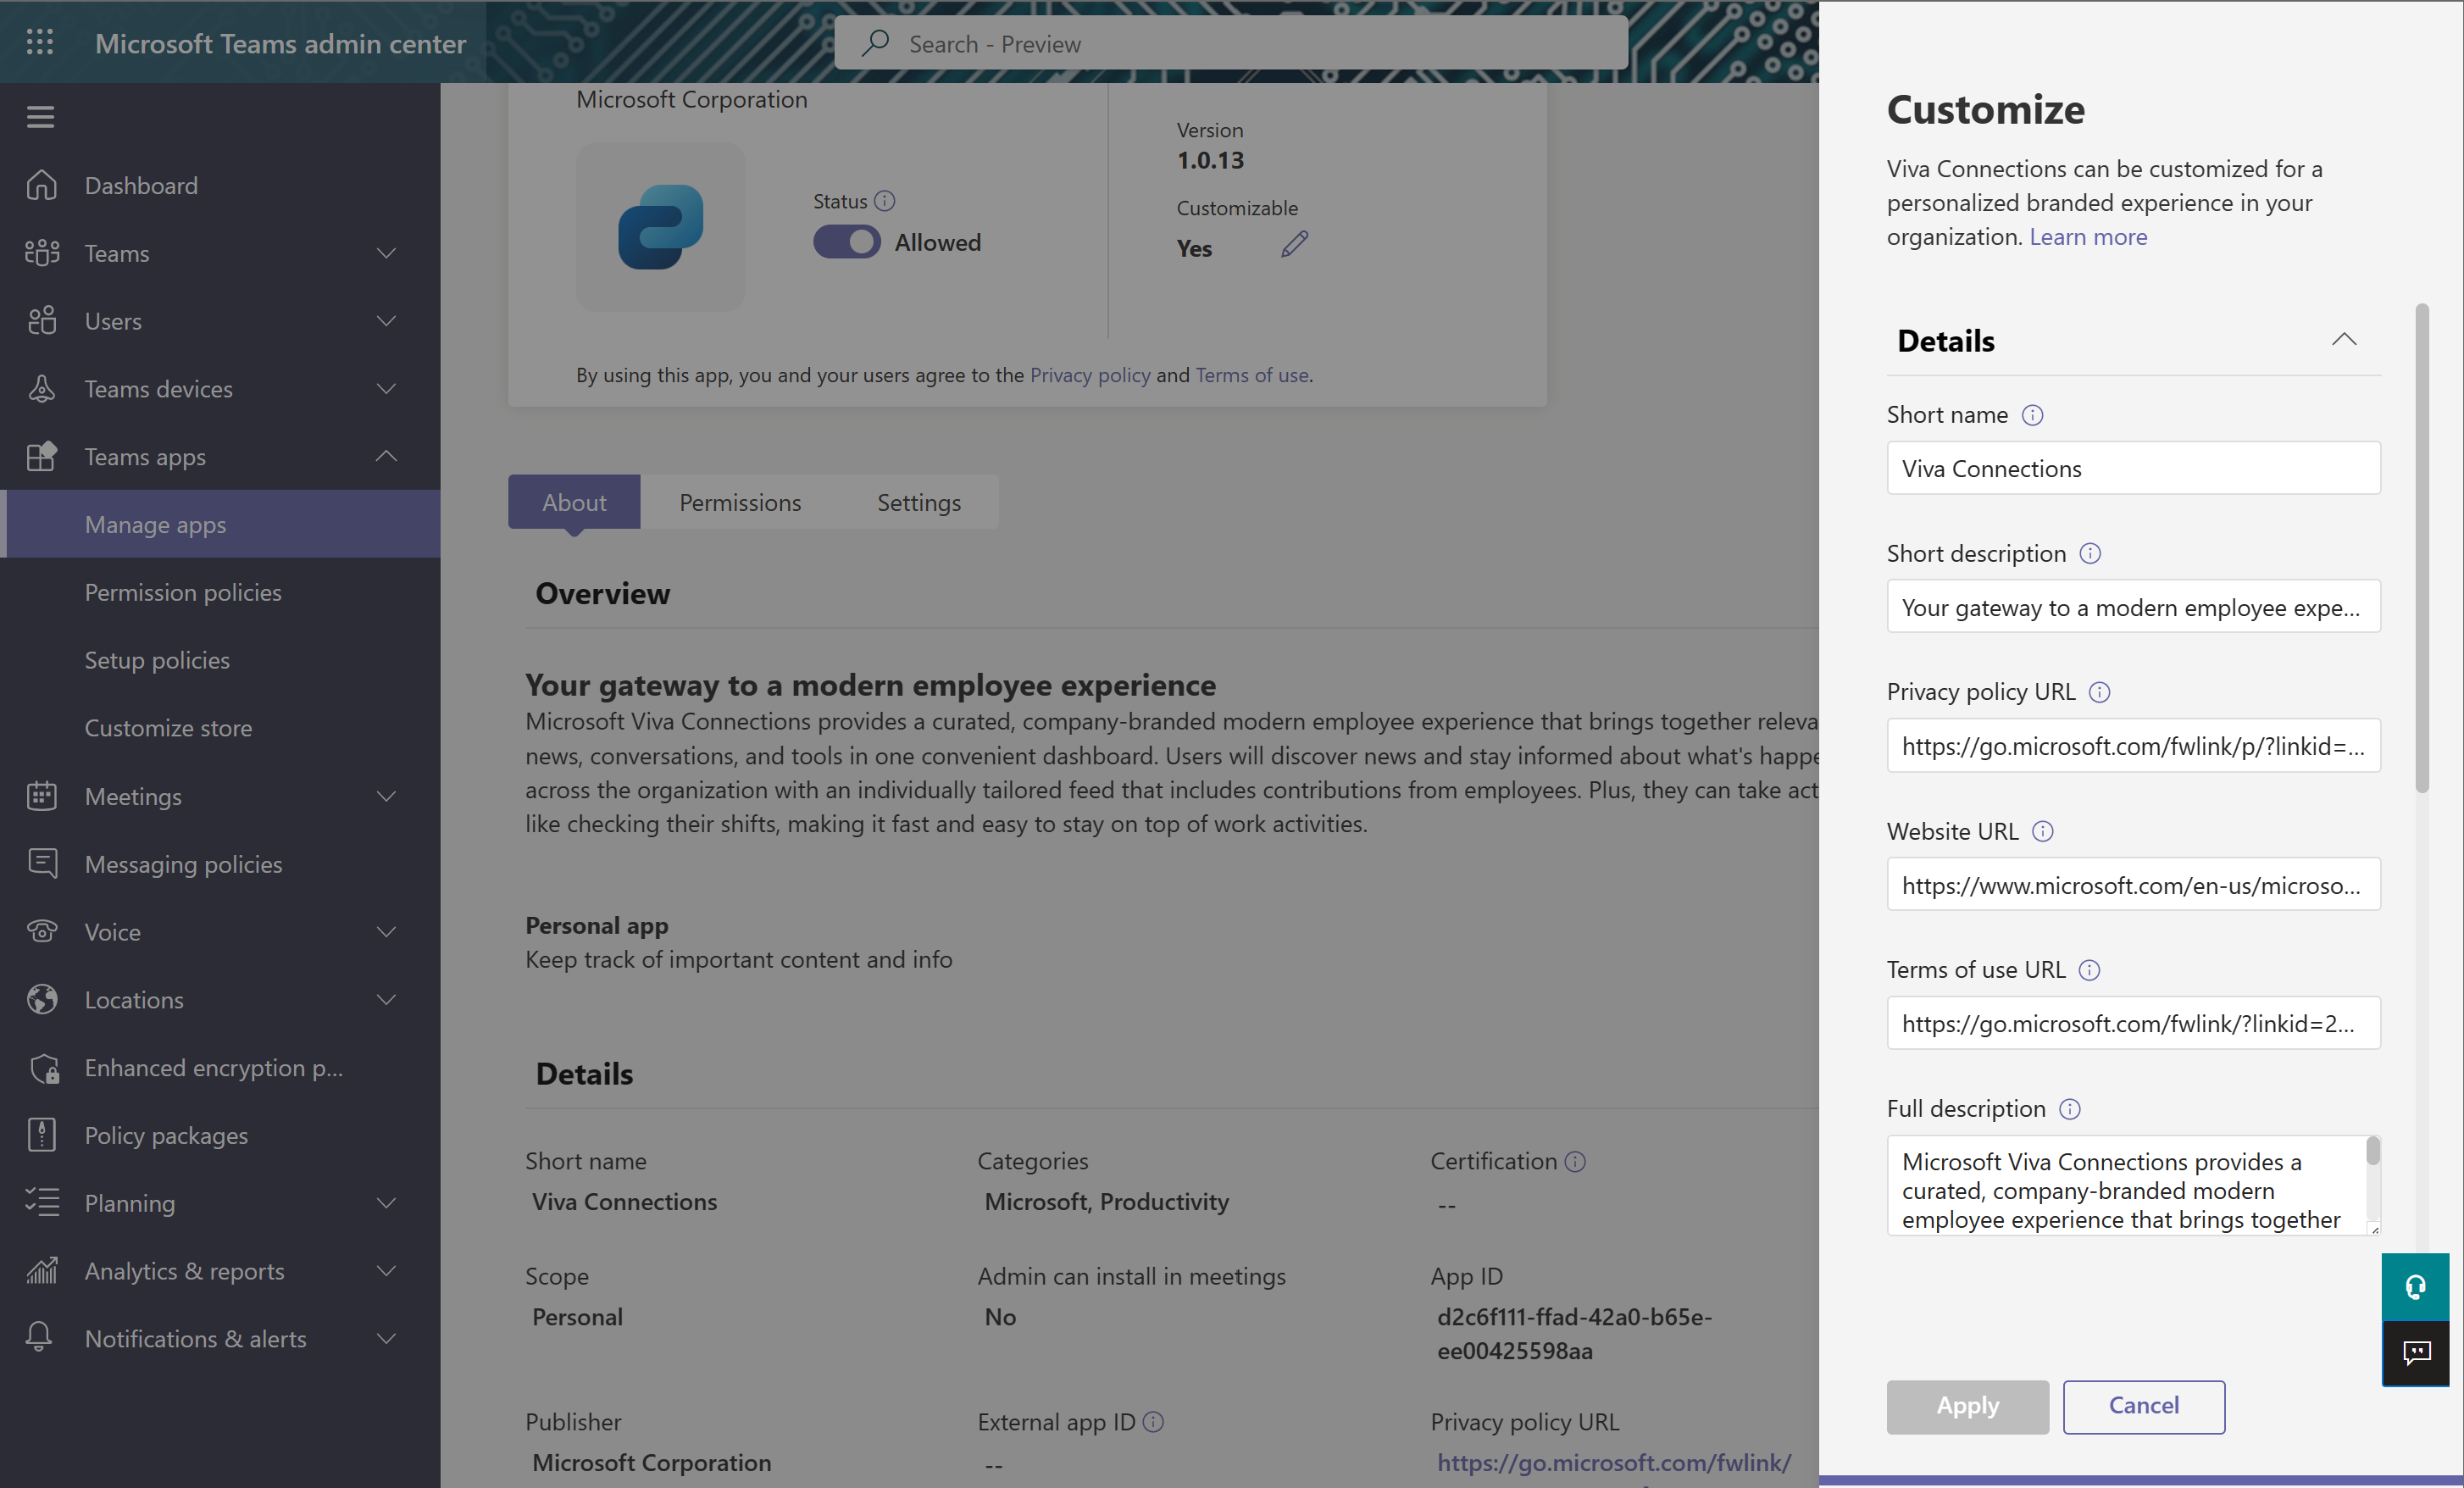 Microsoft Teams admin center
Search - Preview
Dashboard
Teams
Users
Teams devices
Teams apps
Manage apps
Permission policies
Setup policies
Customize store
Meetings
Messaging policies
Voice
Locations
Enhanced encryption p...
Policy packages
Planning
Analytics & reports
Notifications & alerts
Microsoft Corporation
Status
Allowed
Version
1.0.13
Customizable
Yes
By using this app, you and your users agree to the Privacy policy and Terms of use.
About
Permissions
Settings
Overview
Your gateway to a modern employee experience
Microsoft Viva Connections provides a curated, company-branded modern employee experience that brings together releva
news, conversations, and tools in one convenient dashboard. Users will discover news and stay informed about what's happe
across the organization with an individually tailored feed that includes contributions from employees. Plus, they can take act
like checking their shifts, making it fast and easy to stay on top of work activities.
Personal app
Keep track of important content and info
Details
Short name
Viva Connections
Categories
Microsoft, Productivity
Certification
--
Scope
Personal
Admin can install in meetings
No
App ID
d2c6f111-ffad-42a0-b65e-
ee00425598aa
Publisher
Microsoft Corporation
External app ID
--
Privacy policy URL
https://go.microsoft.com/fwlink/
Customize
Viva Connections can be customized for a
personalized branded experience in your
organization. Learn more
Details
Short name
Viva Connections
Short description
Your gateway to a modern employee expe...
Privacy policy URL
https://go.microsoft.com/fwlink/p/?linkid=...
Website URL
https://www.microsoft.com/en-us/microso...
Terms of use URL
https://go.microsoft.com/fwlink/?linkid=2...
Full description
Microsoft Viva Connections provides a
curated, company-branded modern
employee experience that brings together
Apply
Cancel